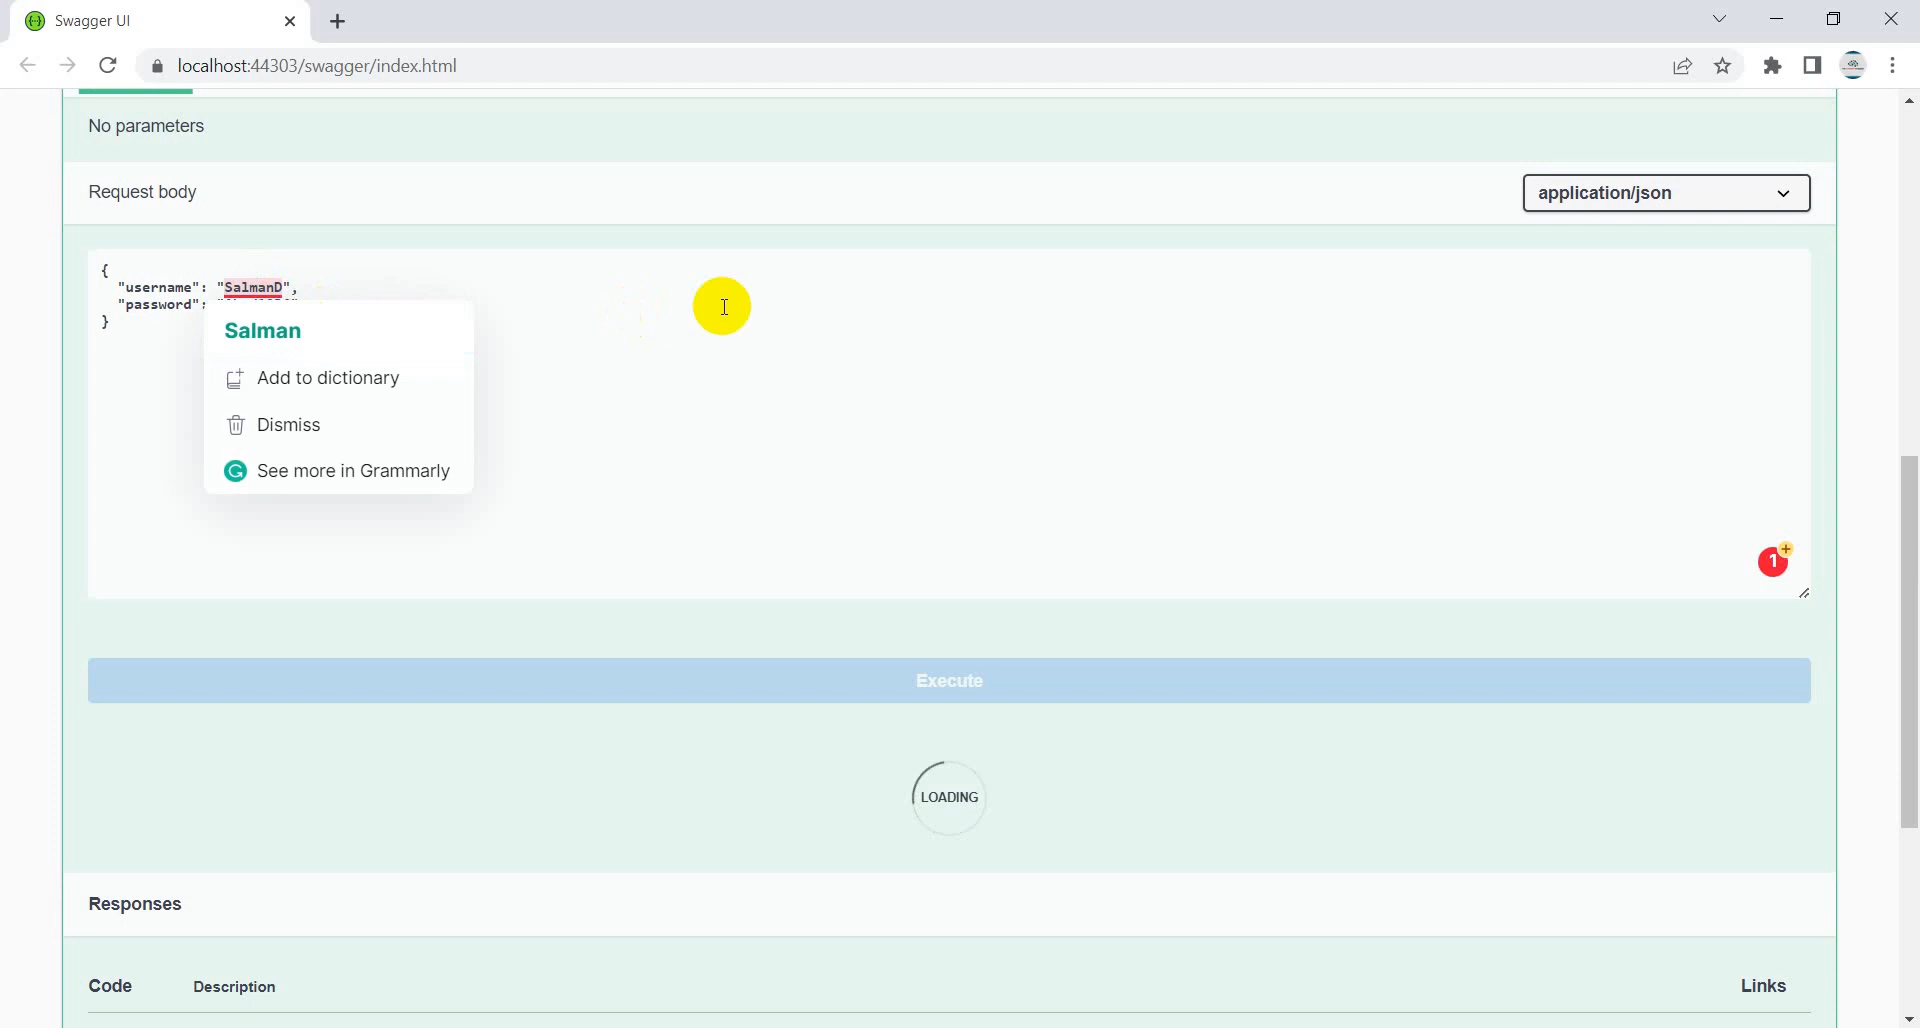 Swagger UI
localhost:44303/swagger/index.html
No parameters
Request body
application/json
{
"username": "SalmanD",
"password":
}
Salman
Add to dictionary
Dismiss
See more in Grammarly
1
Execute
LOADING
Responses
Code Description Links